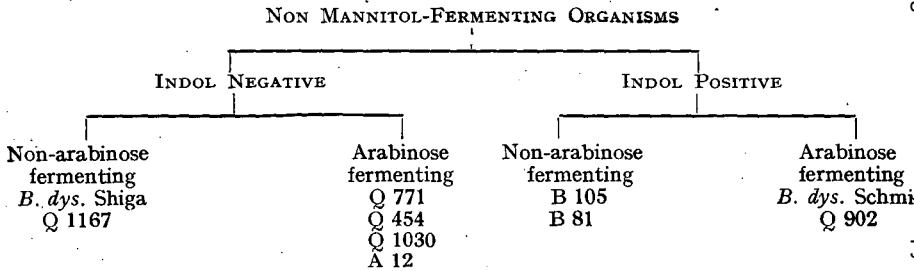 NON MANNITOL-FERMENTING ORGANISMS
INDOL NEGATIVE
INDOL POSITIVE
Non-arabinose
fermenting
B. dys. Shiga
Q 1167
Arabinose
fermenting
Q 771
Q 454
Q 1030
A 12
Non-arabinose
fermenting
B 105
B 81
Arabinose
fermenting
B. dys. Schmi
Q 902